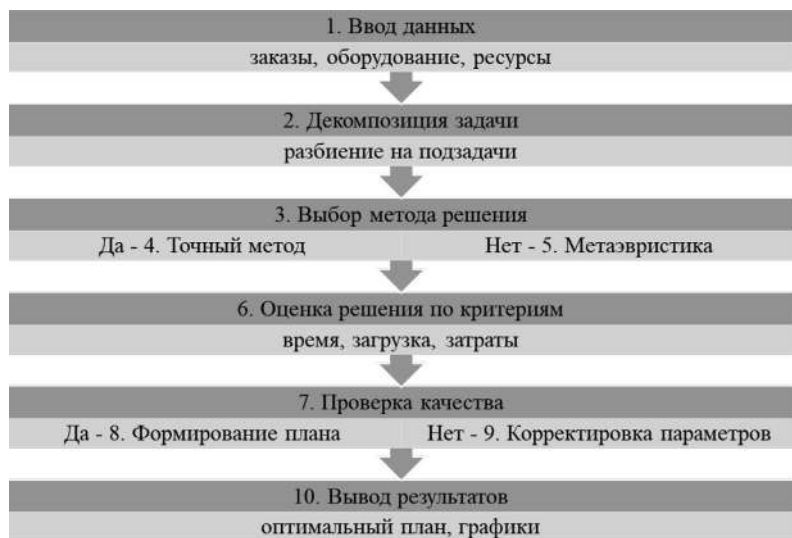 1. Ввод данных
заказы, оборудование, ресурсы
2. Декомпозиция задачи
разбиение на подзадачи
3. Выбор метода решения
Да - 4. Точный метод
Нет - 5. Метаэвристика
6. Оценка решения по критериям
время, загрузка, затраты
7. Проверка качества
Да - 8. Формирование плана
Нет - 9. Корректировка параметров
10. Вывод результатов
оптимальный план, графики